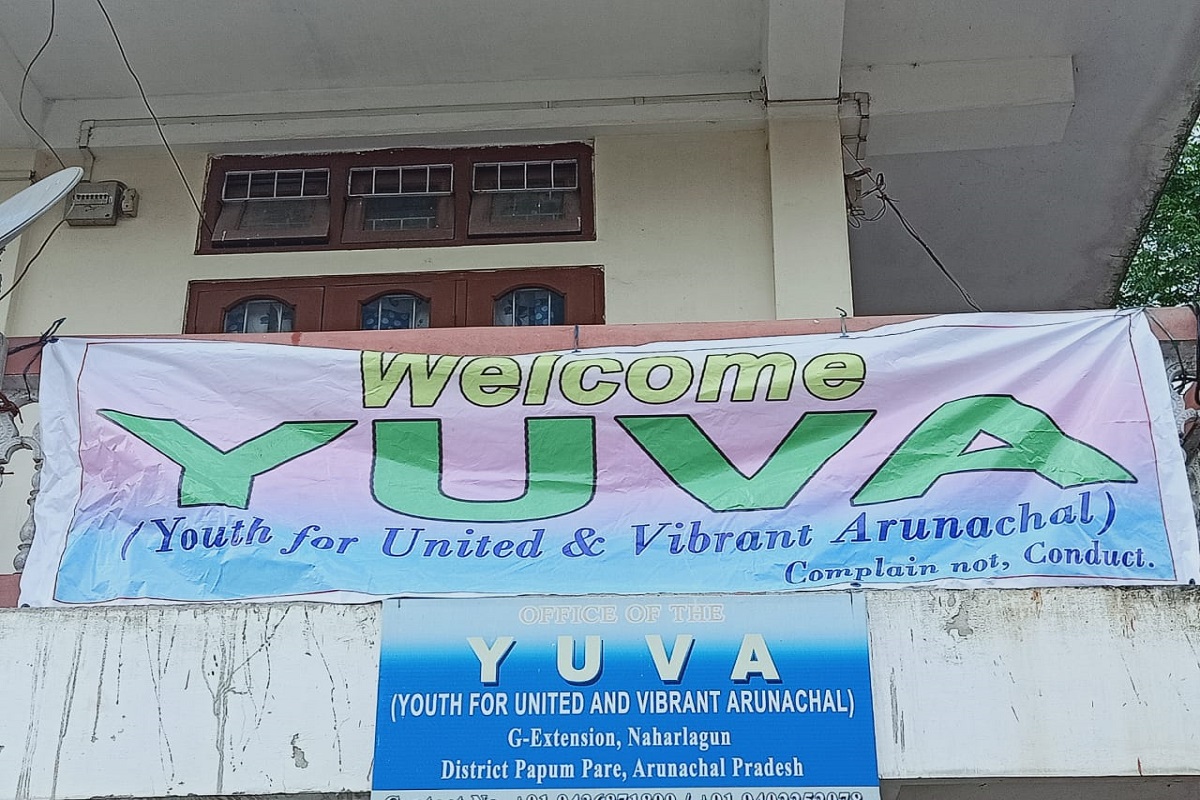 Welcome
YUVA
(Youth for United & Vibrant Arunachal)
Complain not, Conduct.
OFFICE OF THE
YUVA
(YOUTH FOR UNITED AND VIBRANT ARUNACHAL)
G-Extension, Naharlagun
District Papum Pare, Arunachal Pradesh